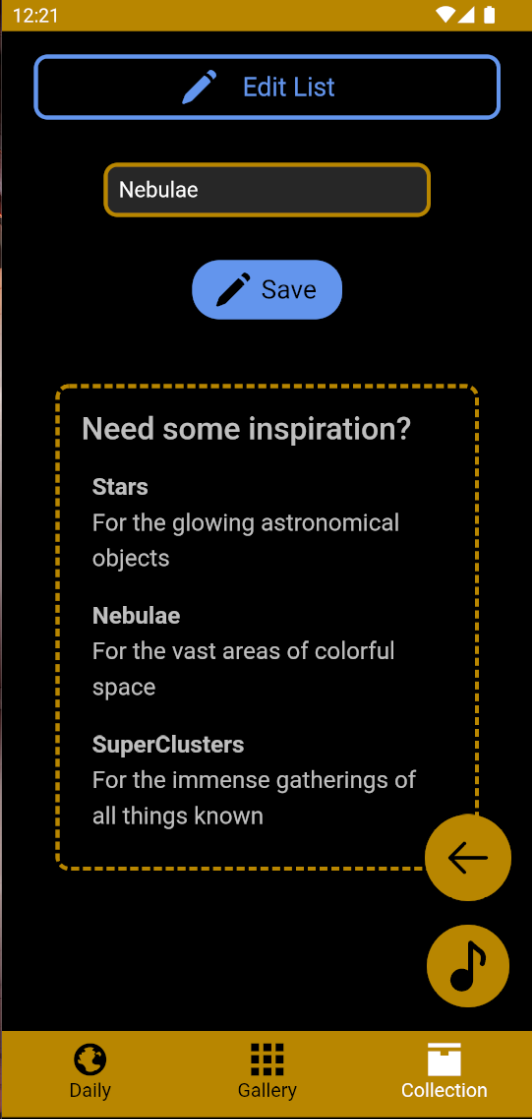 12:21
Edit List
Nebulae
Save
Need some inspiration?
Stars
For the glowing astronomical
objects
Nebulae
For the vast areas of colorful
space
SuperClusters
For the immense gatherings of
all things known
Daily
Gallery
Collection